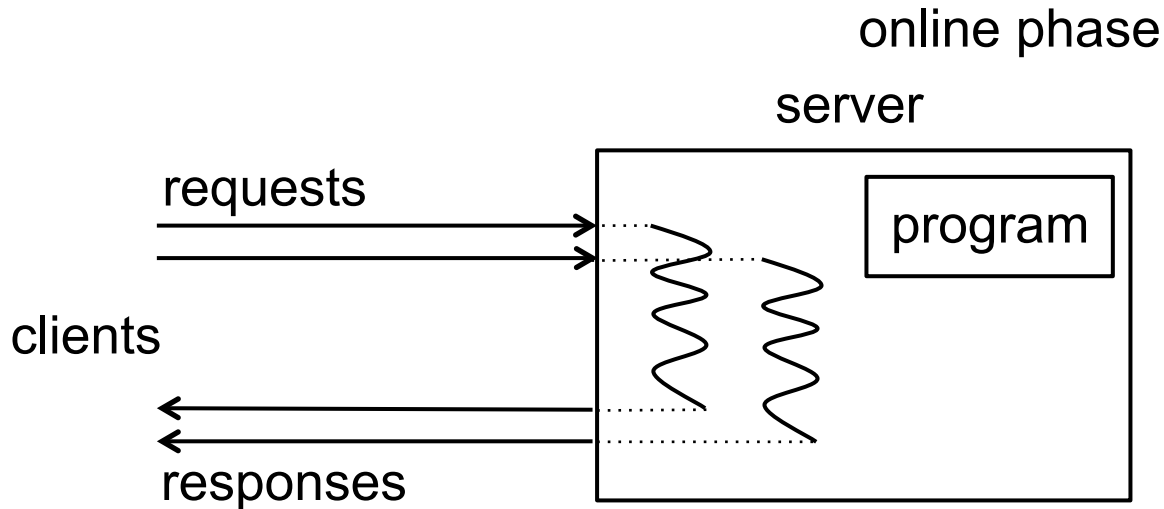 online phase
server
requests
program
clients
responses